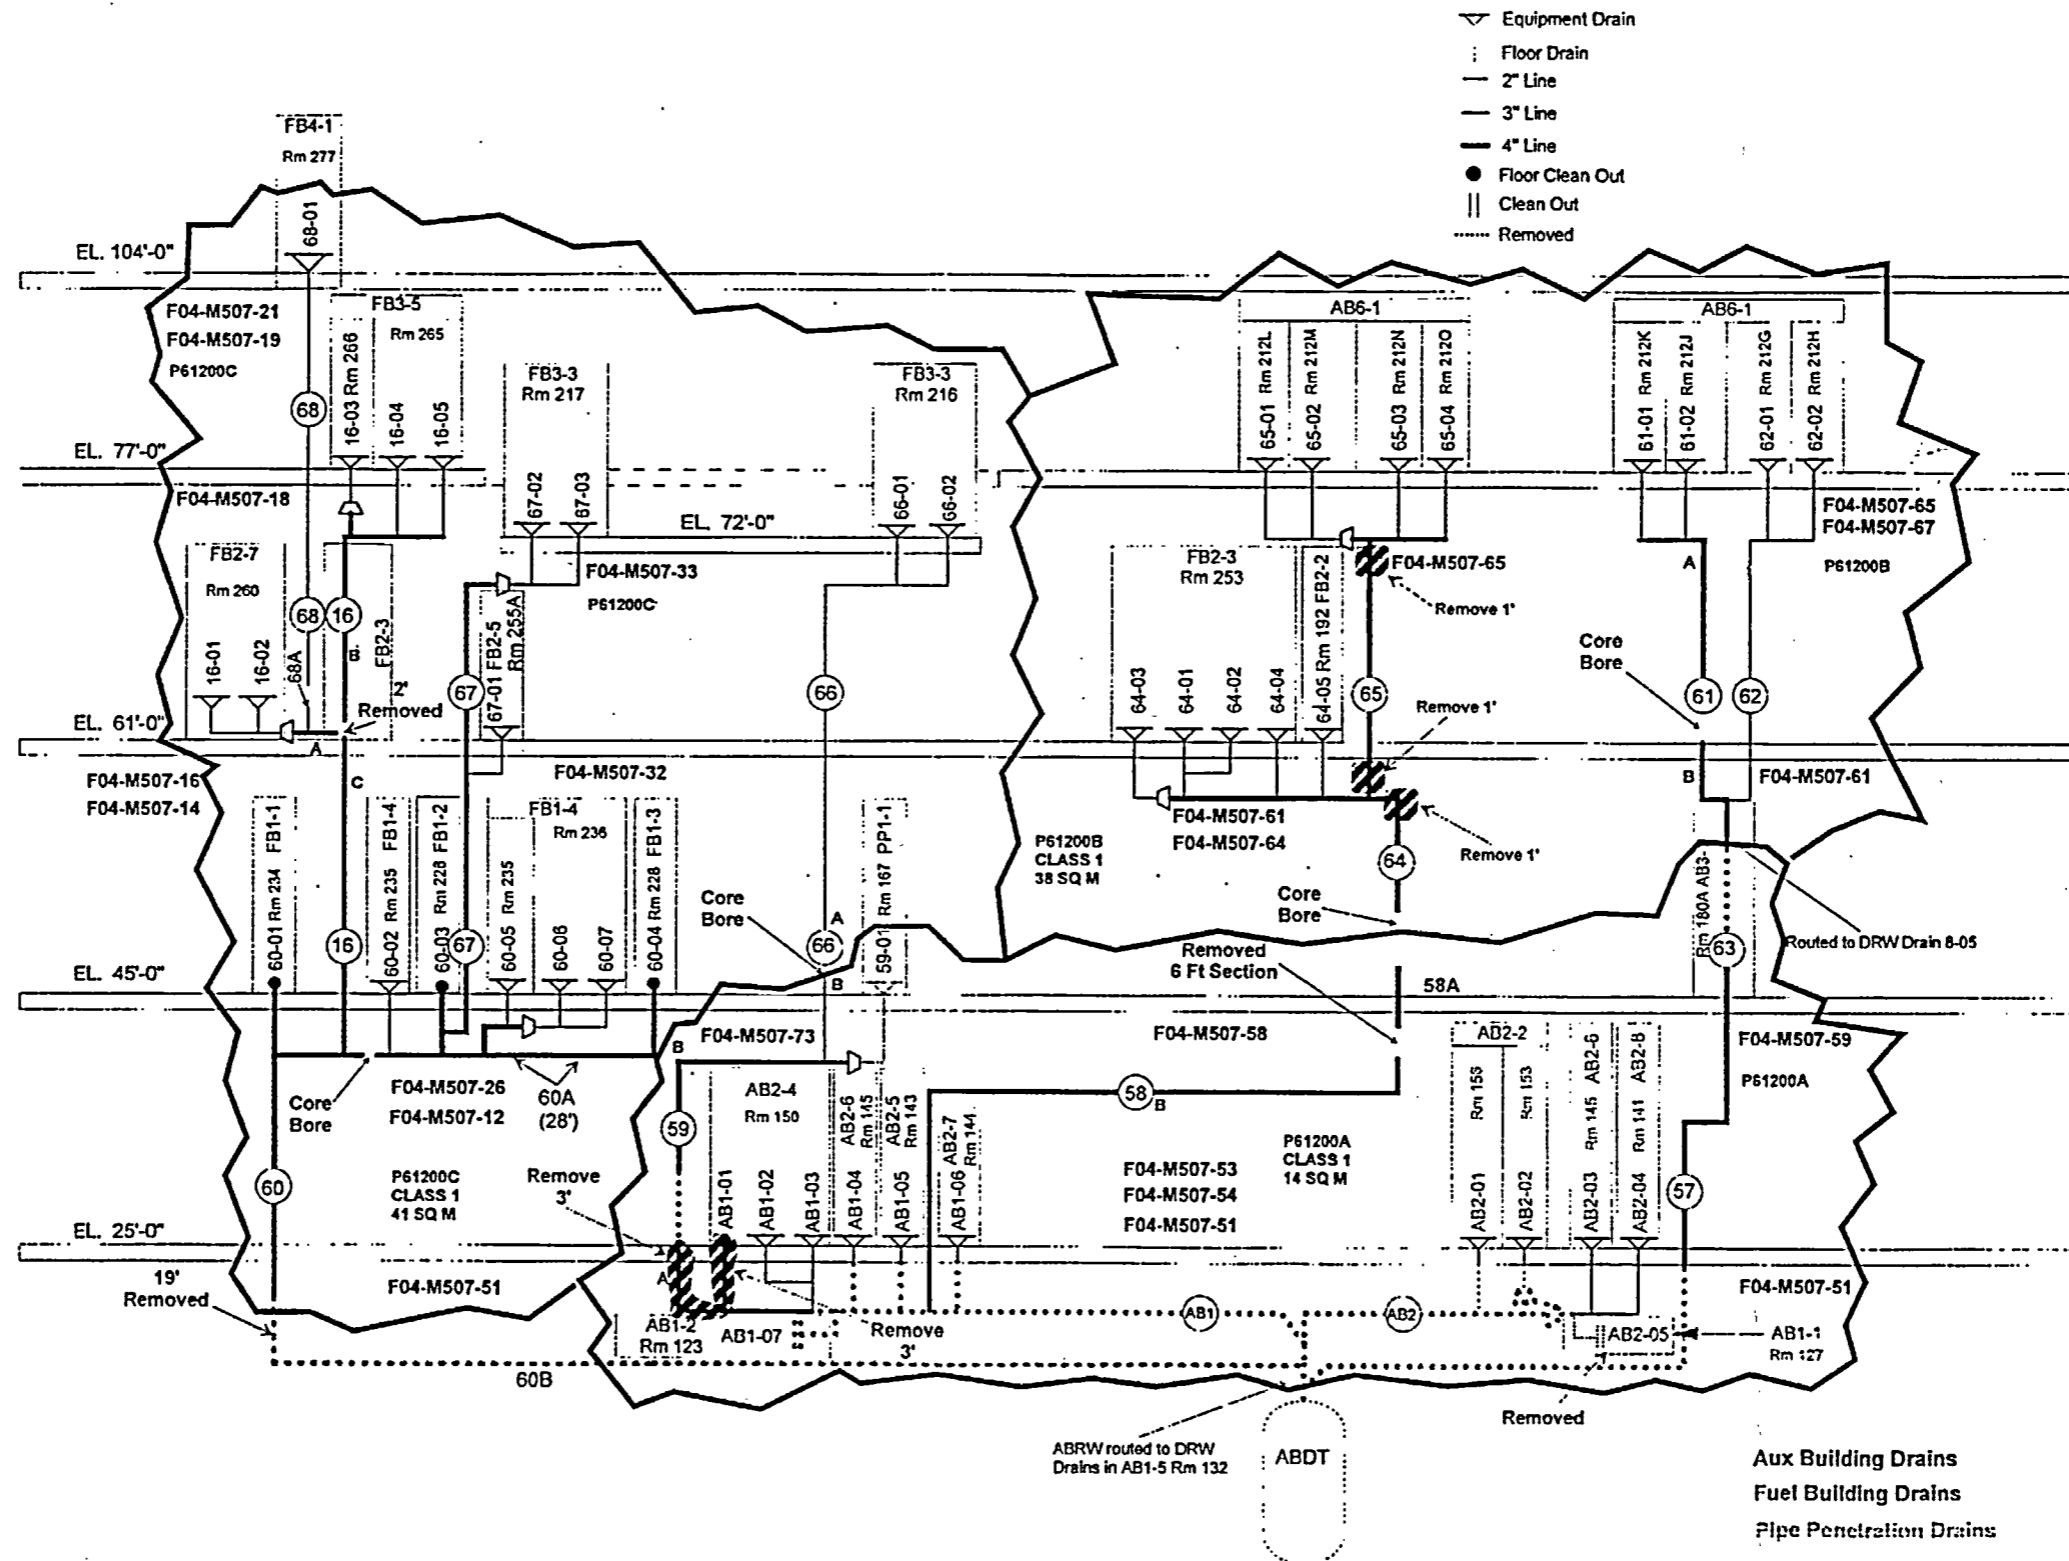 Equipment Drain
Floor Drain
2" Line
3" Line
4" Line
Floor Clean Out
Clean Out
Removed
FB4-1
Rm 277
68-01
EL. 104'-0"
F04-M507-21
F04-M507-19
P61200C
FB3-5
Rm 265
16-03 Rm 266
16-04
16-05
68
FB3-3
Rm 217
67-02
67-03
FB3-3
Rm 216
66-01
66-02
AB6-1
65-01 Rm 212L
65-02 Rm 212M
65-03 Rm 212N
65-04 Rm 212O
AB6-1
61-01 Rm 212K
61-02 Rm 212J
62-01 Rm 212G
62-02 Rm 212H
EL. 77'-0"
F04-M507-18
EL. 72'-0"
F04-M507-65
F04-M507-67
P61200B
FB2-7
Rm 260
16-01
16-02
68
68A
16
B
FB2-3
2'
Removed
A
F04-M507-33
P61200C
67
67-01 FB2-5
Rm 255A
66
FB2-3
Rm 253
64-03
64-01
64-02
64-04
64-05 Rm 192 FB2-2
F04-M507-65
Remove 1'
65
Remove 1'
A
Core
Bore
61
62
EL. 61'-0"
F04-M507-16
F04-M507-14
C
F04-M507-32
F04-M507-61
F04-M507-64
Remove 1'
64
B
F04-M507-61
60-01 Rm 234 FB1-1
16
60-02 Rm 235 FB1-4
60-03 Rm 228 FB1-2
67
FB1-4
Rm 236
60-05 Rm 235
60-06
60-07
60-04 Rm 228 FB1-3
Core
Bore
A
66
B
59-01 Rm 167 PP1-1
P61200B
CLASS 1
38 SQ M
Core
Bore
Removed
6 Ft Section
Rm 180A AB3-
63
Routed to DRW Drain 8-05
EL. 45'-0"
58A
F04-M507-73
F04-M507-58
F04-M507-59
P61200A
Core
Bore
F04-M507-26
F04-M507-12
60A
(28')
B
59
AB2-4
Rm 150
AB2-6
Rm 145
AB2-5
Rm 143
AB2-7
Rm 144
58
B
AB2-2
Rm 153
Rm 145 AB2-6
Rm 141 AB2-8
60
P61200C
CLASS 1
41 SQ M
Remove
3'
AB1-01
AB1-02
AB1-03
AB1-04
AB1-05
AB1-06
F04-M507-53
F04-M507-54
F04-M507-51
P61200A
CLASS 1
14 SQ M
AB2-01
AB2-02
AB2-03
AB2-04
57
EL. 25'-0"
19'
Removed
F04-M507-51
A
AB1-2
Rm 123
AB1-07
Remove
3'
AB1
AB2
AB2-05
F04-M507-51
AB1-1
Rm 127
60B
Removed
ABRW routed to DRW
Drains in AB1-5 Rm 132
ABDT
Aux Building Drains
Fuel Building Drains
Pipe Penetration Drains